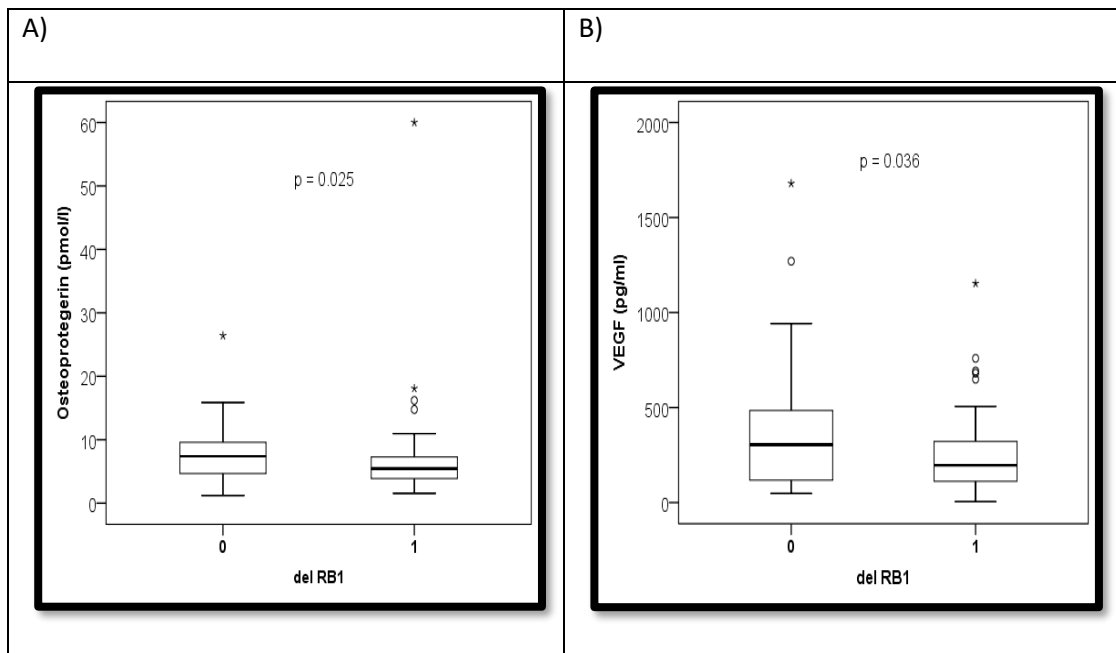 A)
B)
60
50
40
30
20
10
0
Osteoprotegerin (pmol/l)
p = 0.025
0
1
del RB1
2000
1500
1000
500
0
VEGF (pg/ml)
p = 0.036
0
1
del RB1